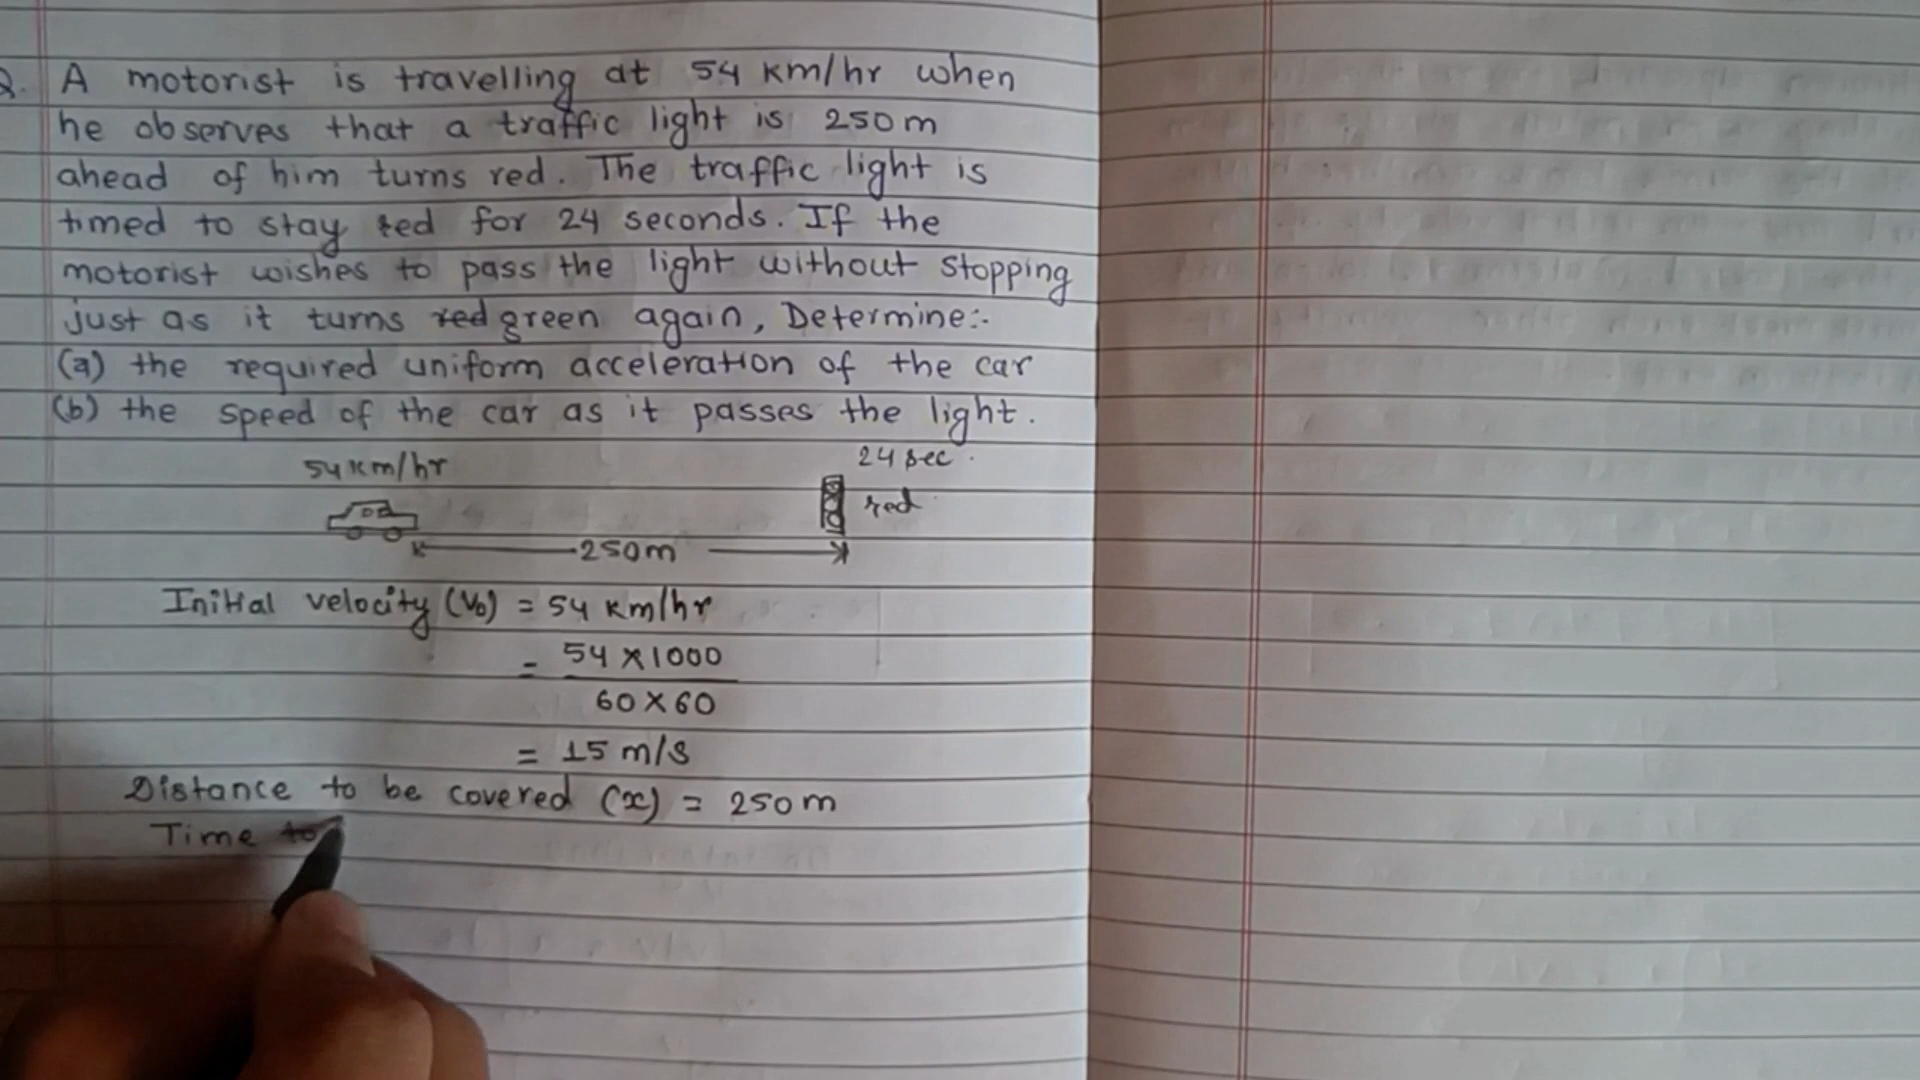 Q. A motorist is travelling at 54 km/hr when
he observes that a traffic light is 250m
ahead of him turns red. The traffic light is
timed to stay red for 24 seconds. If the
motorist wishes to pass the light without stopping
just as it turns red green again, Determine:-
(a) the required uniform acceleration of the car
(b) the speed of the car as it passes the light.
54 km/hr
24 sec.
red
250m
Initial velocity (V0) = 54 km/hr
= 54 × 1000
60 × 60
= 15 m/s
Distance to be covered (x) = 250m
Time to